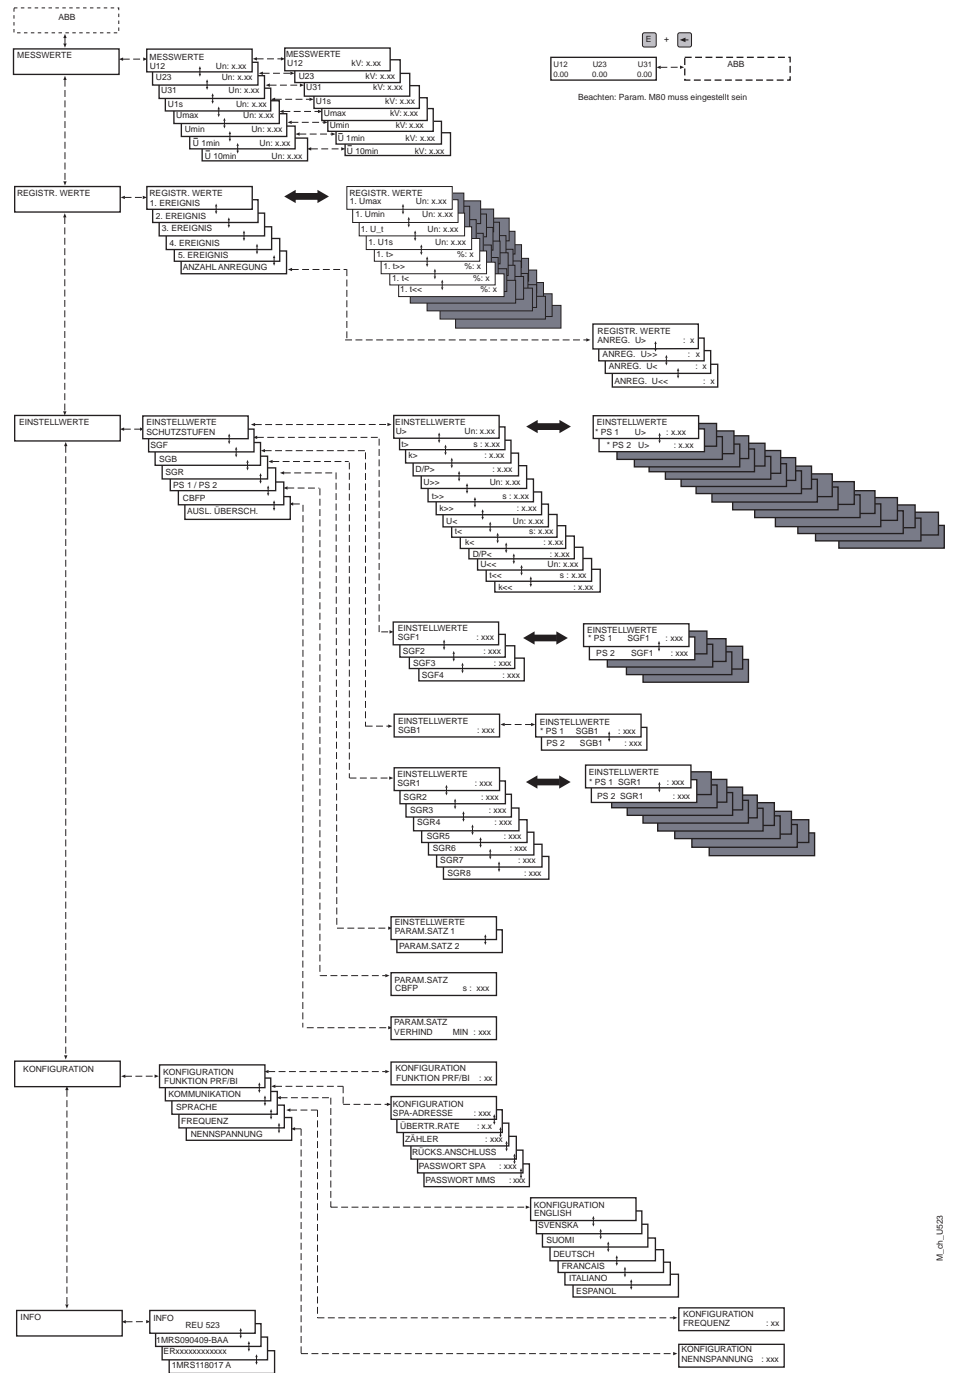 ABB
E +
MESSWERTE
MESSWERTE
U12 Un: x.xx
U23 Un: x.xx
U31 Un: x.xx
U1s Un: x.xx
Umax Un: x.xx
Umin Un: x.xx
Ū 1min Un: x.xx
Ū 10min Un: x.xx
MESSWERTE
U12 kV: x.xx
U23 kV: x.xx
U31 kV: x.xx
U1s kV: x.xx
Umax kV: x.xx
Umin kV: x.xx
Ū 1min kV: x.xx
Ū 10min kV: x.xx
U12 U23 U31
0.00 0.00 0.00
ABB
Beachten: Param. M80 muss eingestellt sein
REGISTR. WERTE
REGISTR. WERTE
1. EREIGNIS
2. EREIGNIS
3. EREIGNIS
4. EREIGNIS
5. EREIGNIS
ANZAHL ANREGUNG
REGISTR. WERTE
1. Umax Un: x.xx
1. Umin Un: x.xx
1. U_t Un: x.xx
1. U1s Un: x.xx
1. t> %: x
1. t>> %: x
1. t< %: x
1. t<< %: x
REGISTR. WERTE
ANREG. U> : x
ANREG. U>> : x
ANREG. U< : x
ANREG. U<< : x
EINSTELLWERTE
EINSTELLWERTE
SCHUTZSTUFEN
SGF
SGB
SGR
PS 1 / PS 2
CBFP
AUSL. ÜBERSCH.
EINSTELLWERTE
U> Un: x.xx
t> s : x.xx
k> : x.xx
D/P> : x.xx
U>> Un: x.xx
t>> s : x.xx
k>> : x.xx
U< Un: x.xx
t< s: x.xx
k< : x.xx
D/P< : x.xx
U<< Un: x.xx
t<< s : x.xx
k<< : x.xx
EINSTELLWERTE
* PS 1 U> : x.xx
* PS 2 U> : x.xx
EINSTELLWERTE
SGF1 : xxx
SGF2 : xxx
SGF3 : xxx
SGF4 : xxx
EINSTELLWERTE
* PS 1 SGF1 : xxx
PS 2 SGF1 : xxx
EINSTELLWERTE
SGB1 : xxx
EINSTELLWERTE
* PS 1 SGB1 : xxx
PS 2 SGB1 : xxx
EINSTELLWERTE
SGR1 : xxx
SGR2 : xxx
SGR3 : xxx
SGR4 : xxx
SGR5 : xxx
SGR6 : xxx
SGR7 : xxx
SGR8 : xxx
EINSTELLWERTE
* PS 1 SGR1 : xxx
PS 2 SGR1 : xxx
EINSTELLWERTE
PARAM.SATZ 1
PARAM.SATZ 2
PARAM.SATZ
CBFP s : xxx
PARAM.SATZ
VERHIND MIN : xxx
KONFIGURATION
KONFIGURATION
FUNKTION PRF/BI
KOMMUNIKATION
SPRACHE
FREQUENZ
NENNSPANNUNG
KONFIGURATION
FUNKTION PRF/BI : xx
KONFIGURATION
SPA-ADRESSE : xxx
ÜBERTR.RATE : x.x
ZÄHLER : xxx
RÜCKS.ANSCHLUSS
PASSWORT SPA : xxx
PASSWORT MMS : xxx
KONFIGURATION
ENGLISH
SVENSKA
SUOMI
DEUTSCH
FRANCAIS
ITALIANO
ESPANOL
M_ch_U523
INFO
INFO
REU 523
1MRS090409-BAA
ERxxxxxxxxxxxx
1MRS118017 A
KONFIGURATION
FREQUENZ : xx
KONFIGURATION
NENNSPANNUNG : xxx